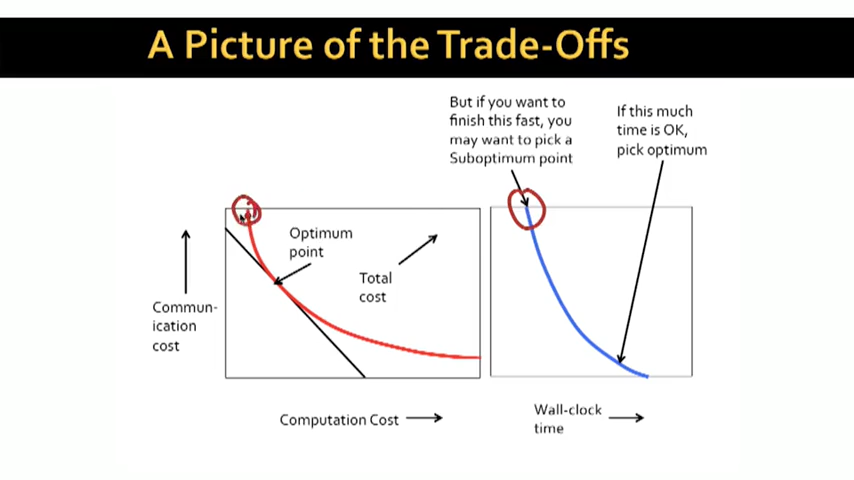 A Picture of the Trade-Offs
But if you want to
finish this fast, you
may want to pick a
Suboptimum point
If this much
time is OK,
pick optimum
Optimum
point
Total
cost
Commun-
ication
cost
Computation Cost
Wall-clock
time